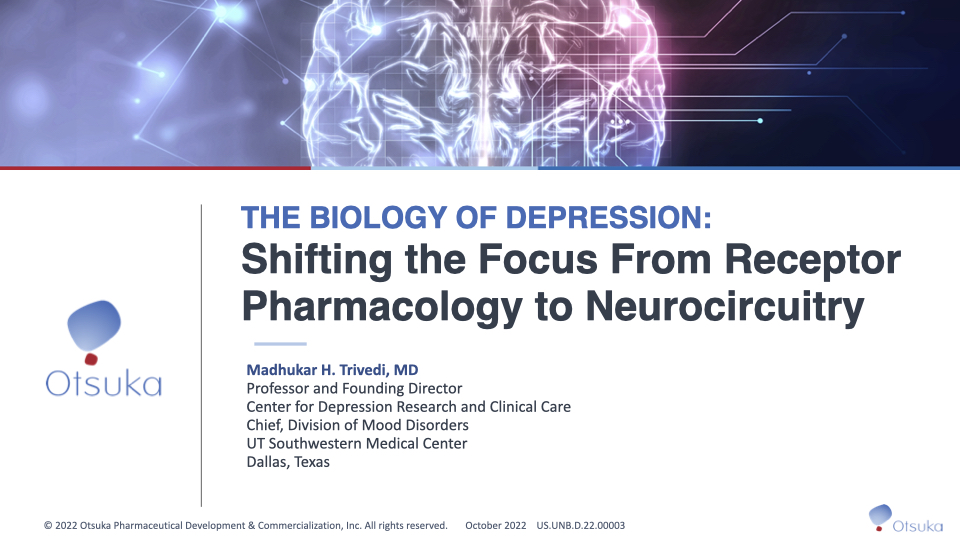 THE BIOLOGY OF DEPRESSION:
Shifting the Focus From Receptor
Pharmacology to Neurocircuitry
Otsuka
Madhukar H. Trivedi, MD
Professor and Founding Director
Center for Depression Research and Clinical Care
Chief, Division of Mood Disorders
UT Southwestern Medical Center
Dallas, Texas
© 2022 Otsuka Pharmaceutical Development & Commercialization, Inc. All rights reserved. October 2022 US.UNB.D.22.00003
Otsuka